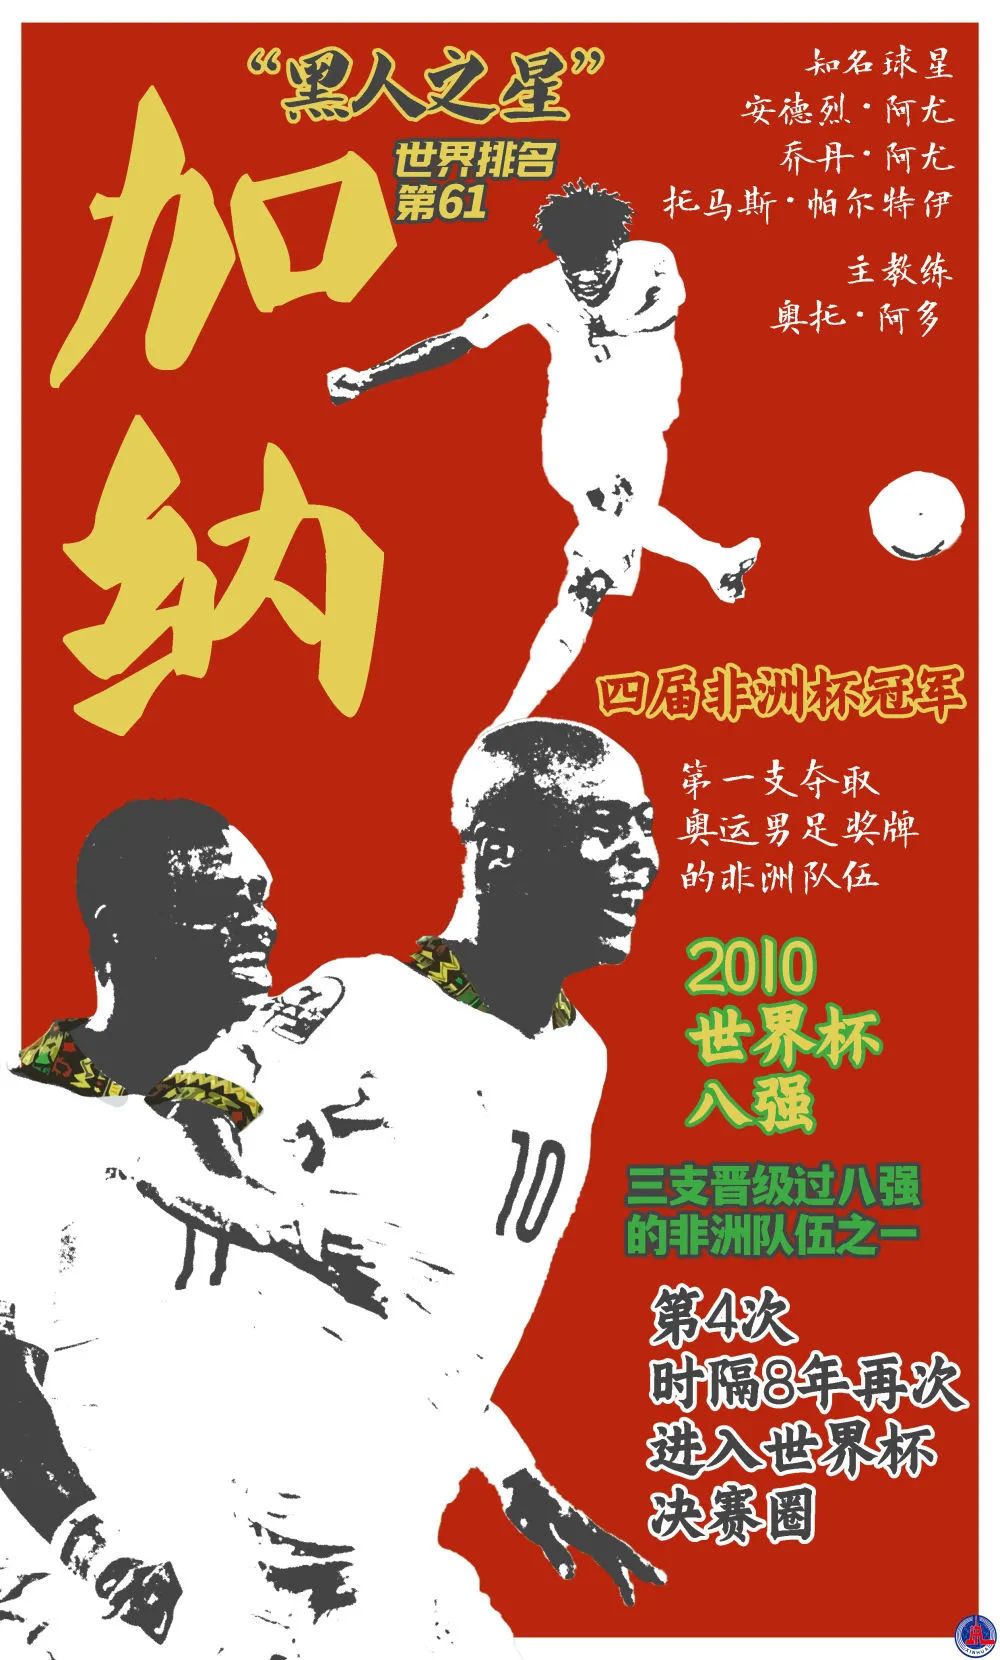 “黑人之星”
加纳
世界排名
第61
知名球星
安德烈·阿尤
乔丹·阿尤
托马斯·帕尔特伊
主教练
奥托·阿多
四届非洲杯冠军
第一支夺取
奥运男足奖牌
的非洲队伍
2010
世界杯
八强
三支晋级过八强
的非洲队伍之一
第4次
时隔8年再次
进入世界杯
决赛圈
10
11
XINHUA